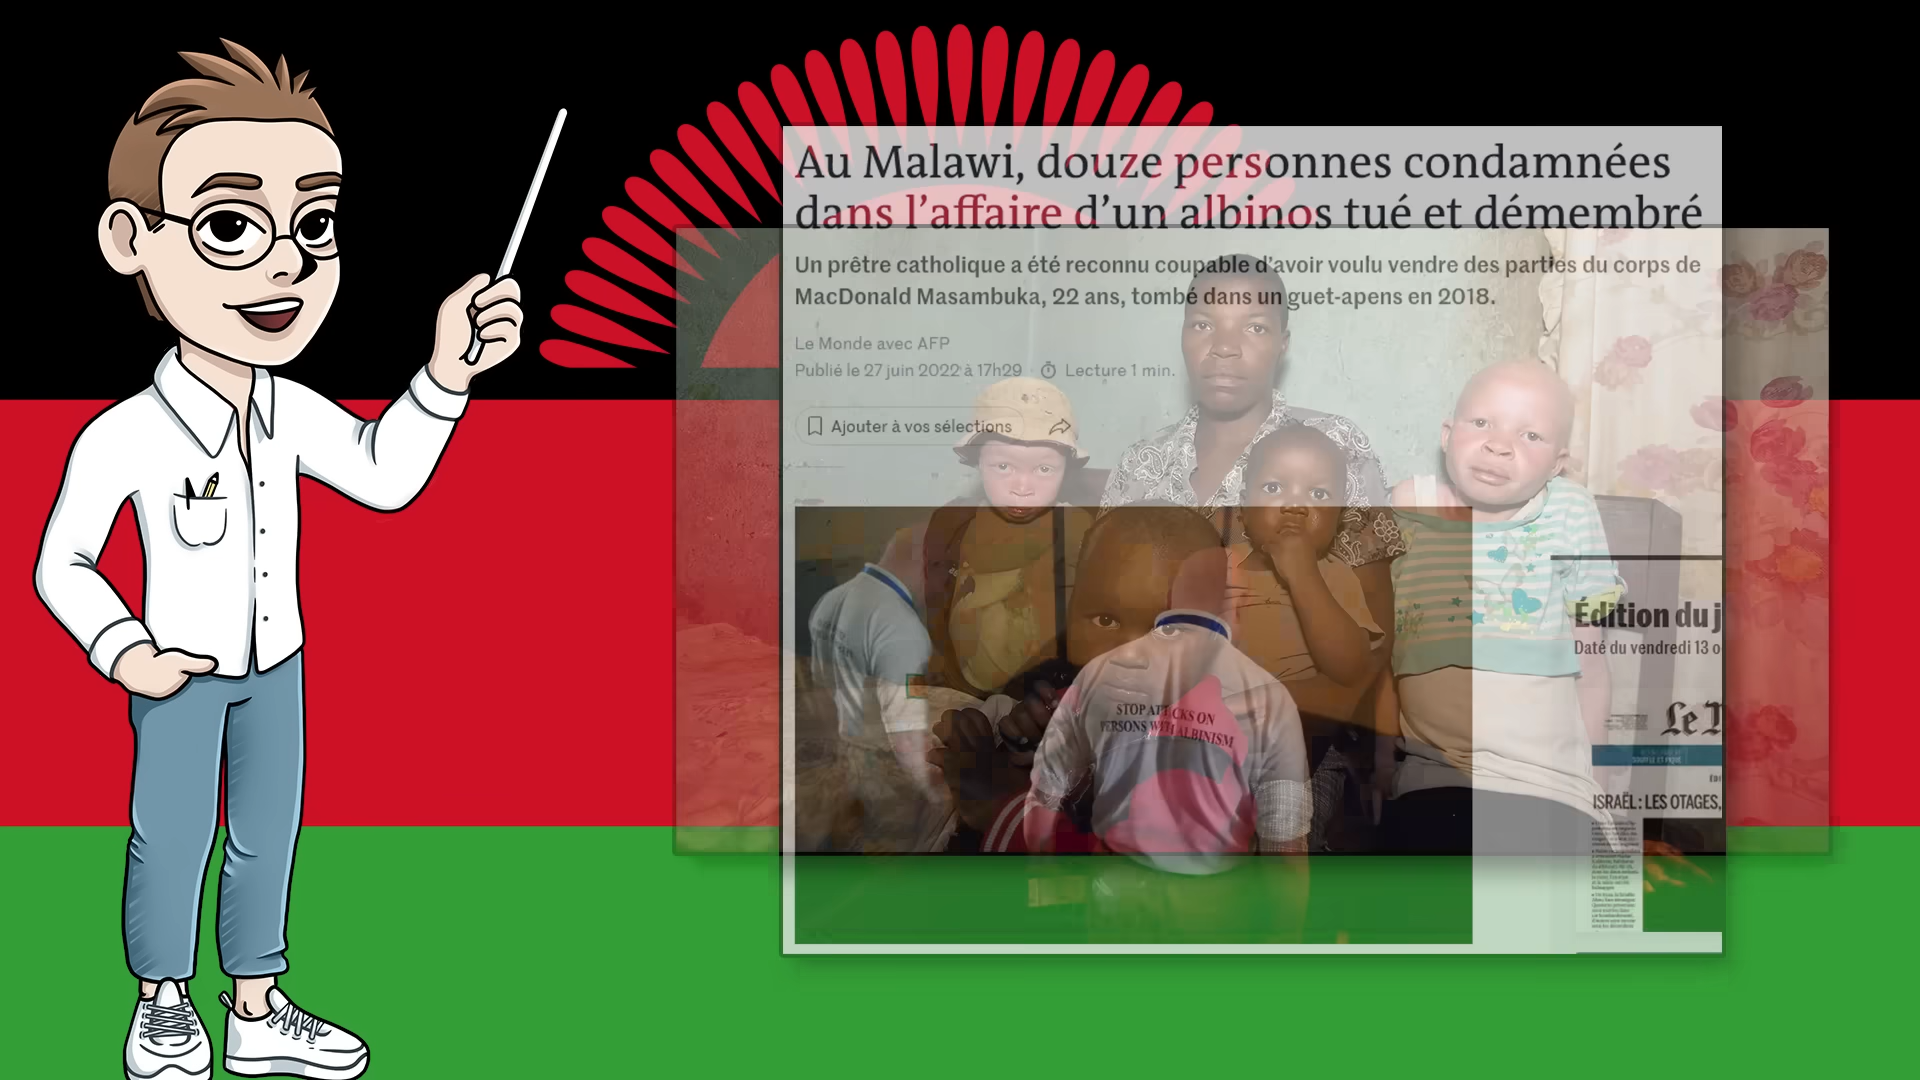 Au Malawi, douze personnes condamnées
dans l’affaire d’un albinos tué et démembré
Un prêtre catholique a été reconnu coupable d’avoir voulu vendre des parties du corps de
MacDonald Masambuka, 22 ans, tombé dans un guet-apens en 2018.
Le Monde avec AFP
Publié le 27 juin 2022 à 17h29
Lecture 1 min.
Ajouter à vos sélections
STOP ATTACKS ON
PERSONS WITH ALBINISM
Édition du j
Daté du vendredi 13 o
Le
ISRAËL : LES OTAGES,